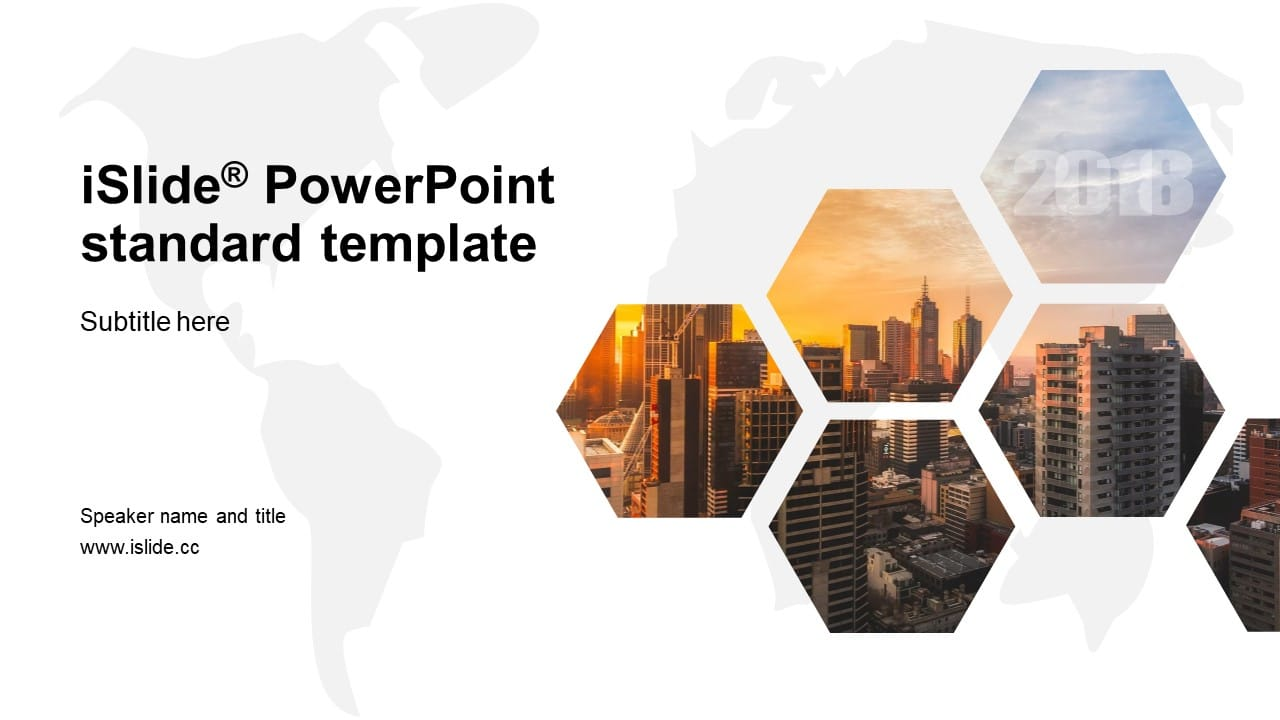 iSlide® PowerPoint
standard template
Subtitle here
Speaker name and title
www.islide.cc
2018